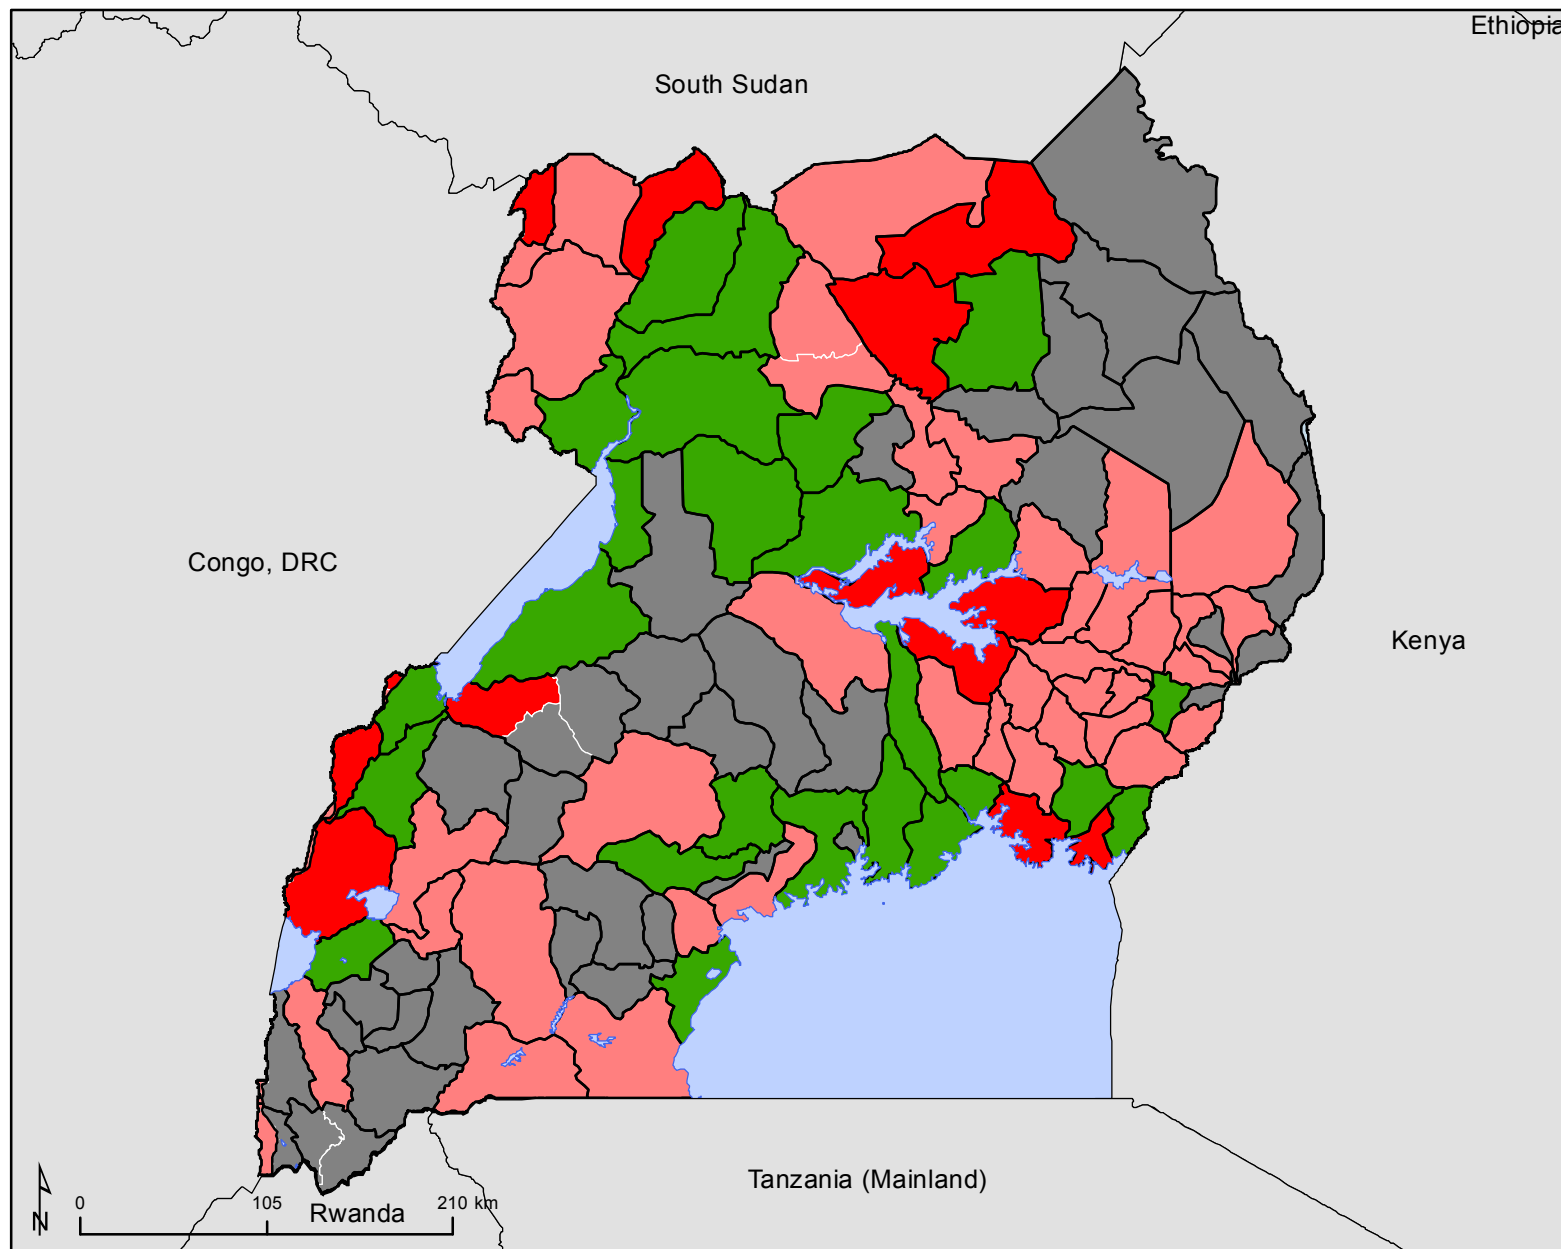 Ethiopia
South Sudan
Congo, DRC
Kenya
Tanzania (Mainland)
N
0 105 210 km
Rwanda